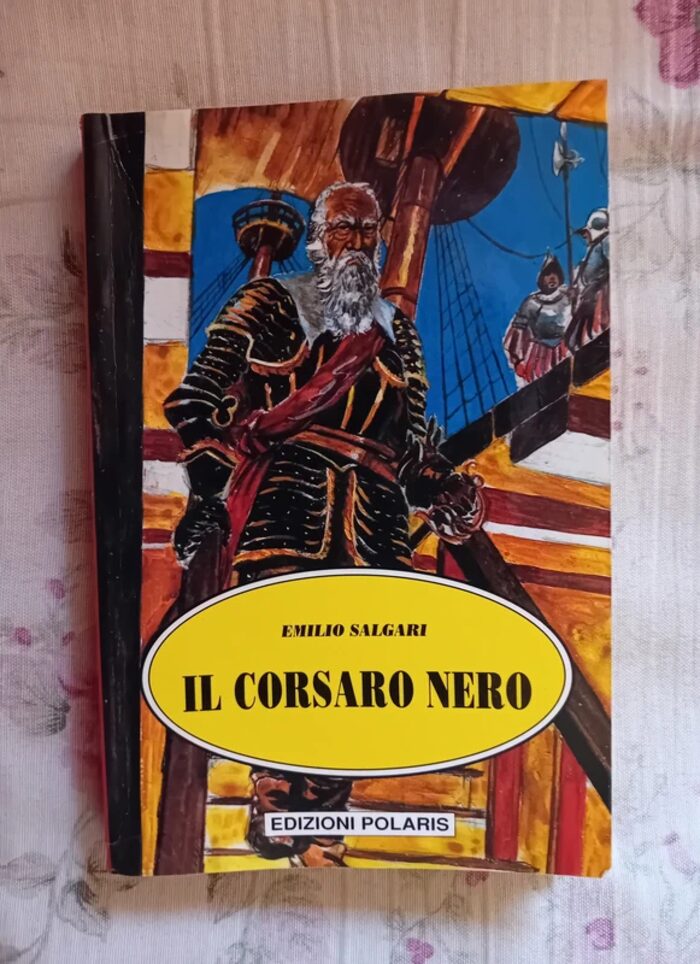 EMILIO SALGARI
IL CORSARO NERO
EDIZIONI POLARIS